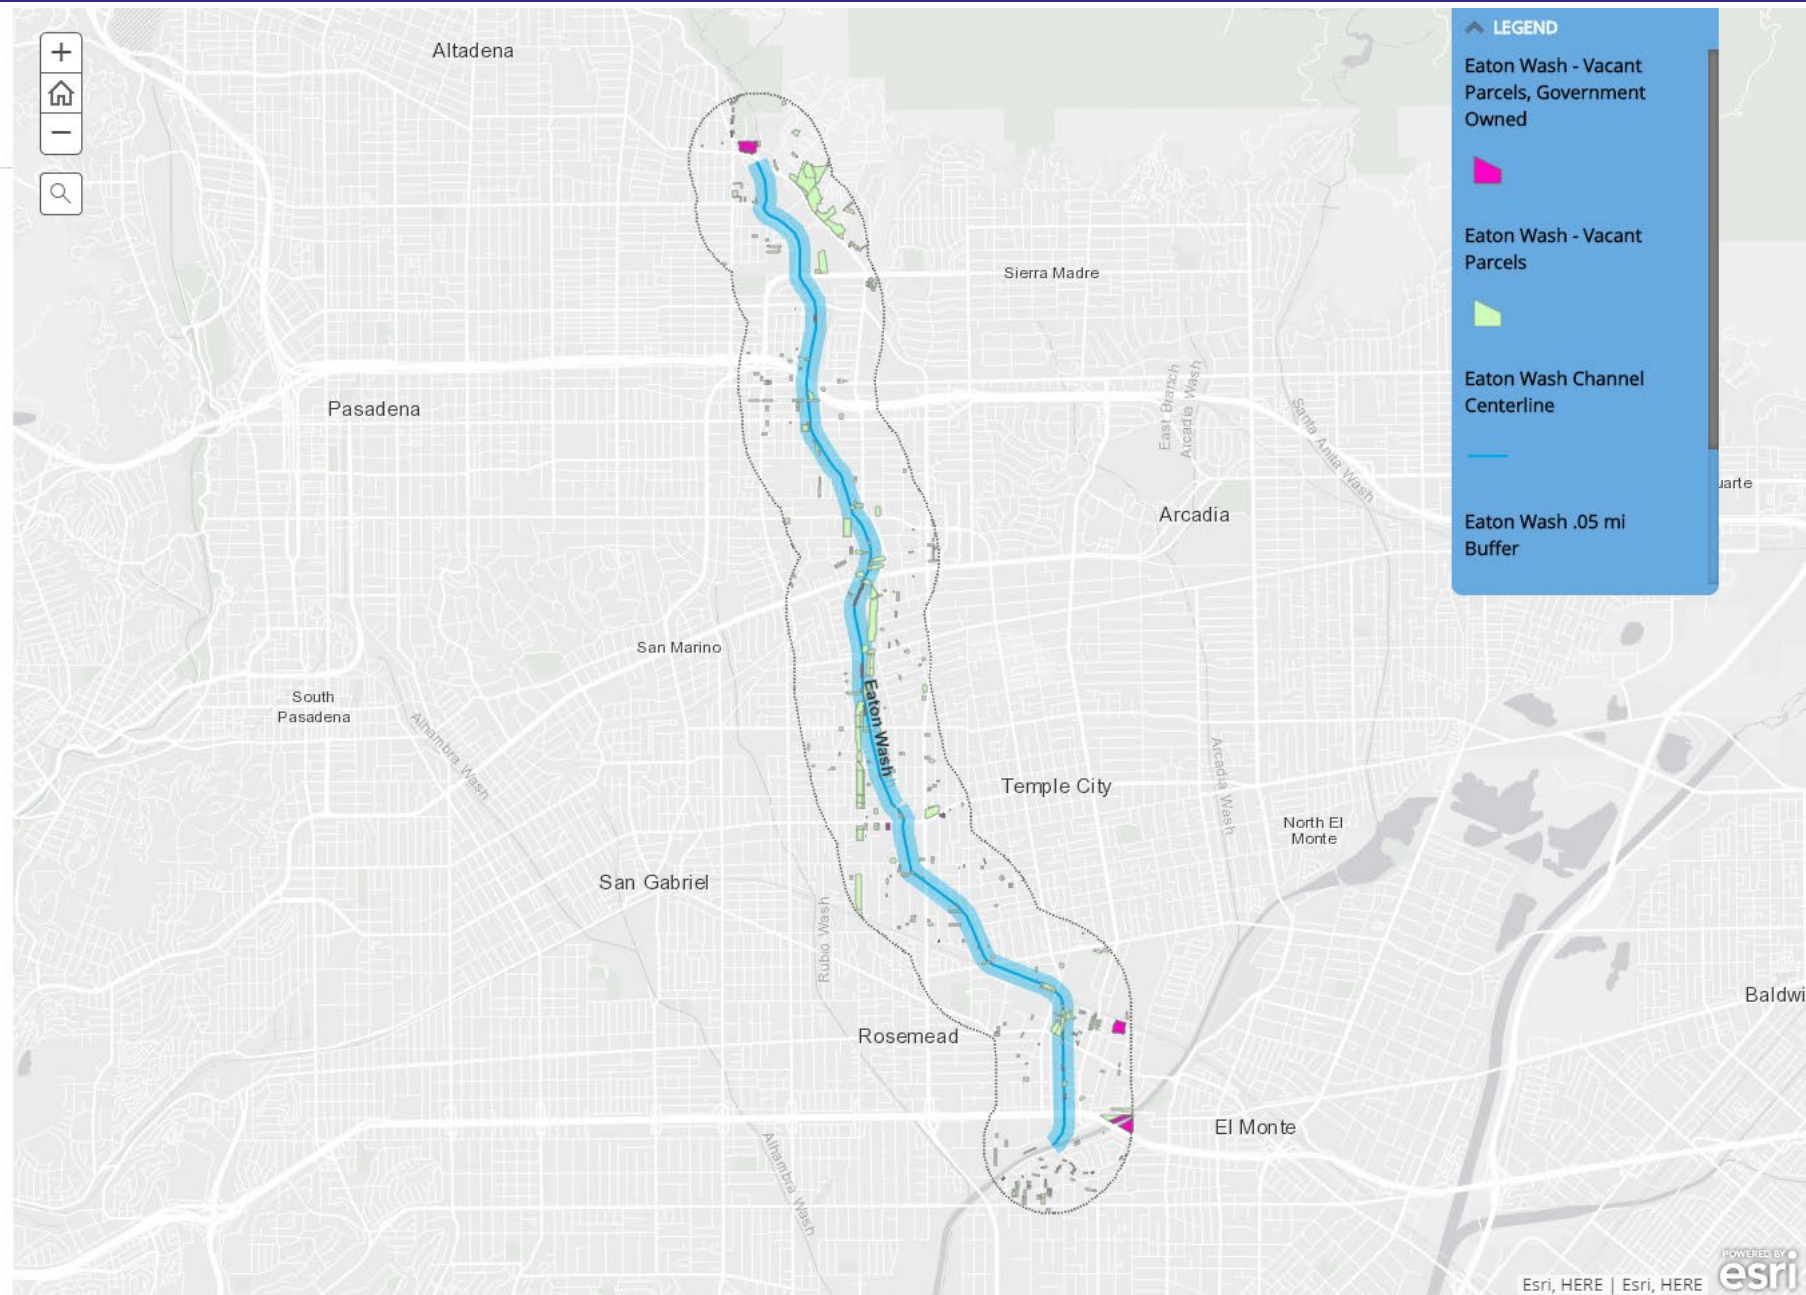 +
−
LEGEND
Eaton Wash - Vacant
Parcels, Government
Owned
Eaton Wash - Vacant
Parcels
Eaton Wash Channel
Centerline
Eaton Wash .05 mi
Buffer
Altadena
Sierra Madre
Pasadena
East Branch
Arcadia Wash
Santa Anita Wash
uarte
Arcadia
San Marino
South
Pasadena
Alhambra Wash
Eaton Wash
Arcadia Wash
Temple City
North El
Monte
San Gabriel
Rubio Wash
Baldwi
Rosemead
El Monte
Alhambra Wash
POWERED BY
esri
Esri, HERE | Esri, HERE